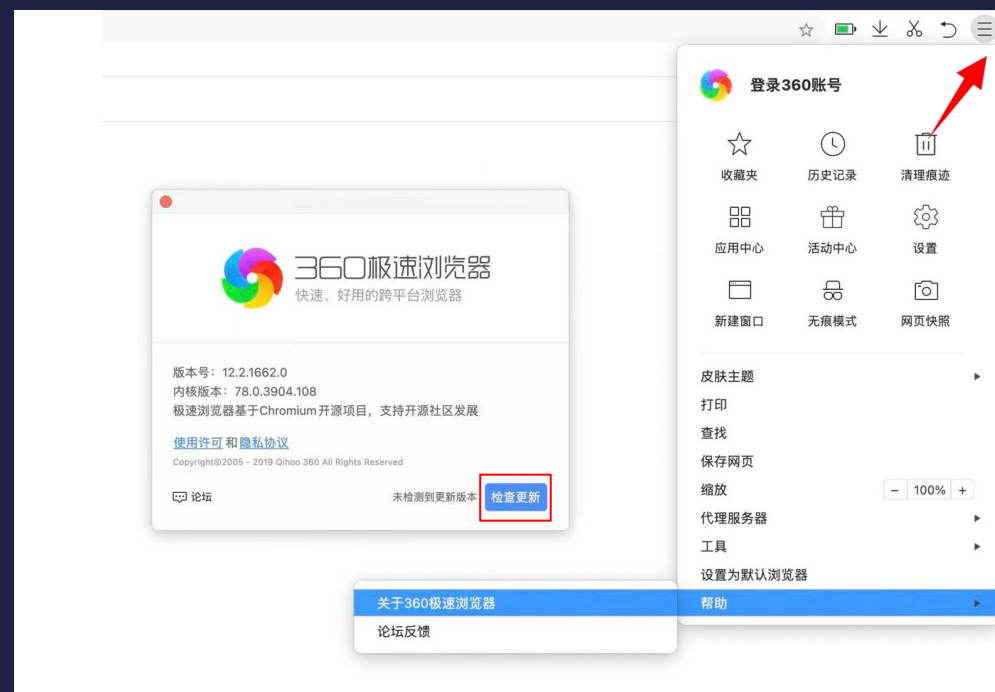 登录360账号
收藏夹
历史记录
清理痕迹
应用中心
活动中心
设置
新建窗口
无痕模式
网页快照
皮肤主题
打印
查找
保存网页
缩放
- 100% +
代理服务器
工具
设置为默认浏览器
帮助
关于360极速浏览器
论坛反馈
360极速浏览器
快速、好用的跨平台浏览器
版本号：12.2.1662.0
内核版本：78.0.3904.108
极速浏览器基于Chromium开源项目，支持开源社区发展
使用许可 和 隐私协议
Copyright©2005 - 2019 Qihoo 360 All Rights Reserved
论坛
未检测到更新版本
检查更新